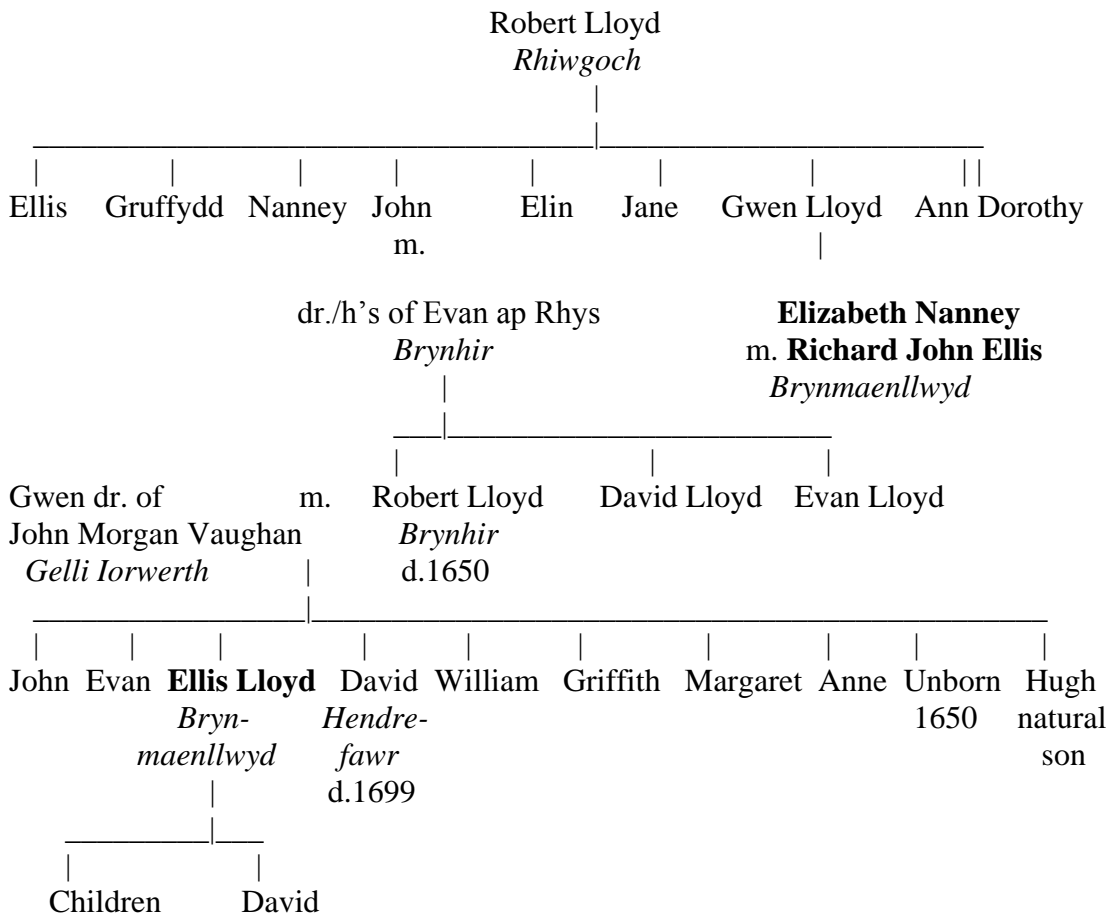 Robert Lloyd
Rhiwgoch
Ellis Gruffydd Nanney John Elin Jane Gwen Lloyd Ann Dorothy
m.
dr./h's of Evan ap Rhys Elizabeth Nanney
Brynhir m. Richard John Ellis
Brynmaenllwyd
Gwen dr. of m. Robert Lloyd David Lloyd Evan Lloyd
John Morgan Vaughan Brynhir
Gelli Iorwerth d.1650
John Evan Ellis Lloyd David William Griffith Margaret Anne Unborn Hugh
Bryn- Hendre- 1650 natural
maenllwyd fawr son
d.1699
Children David